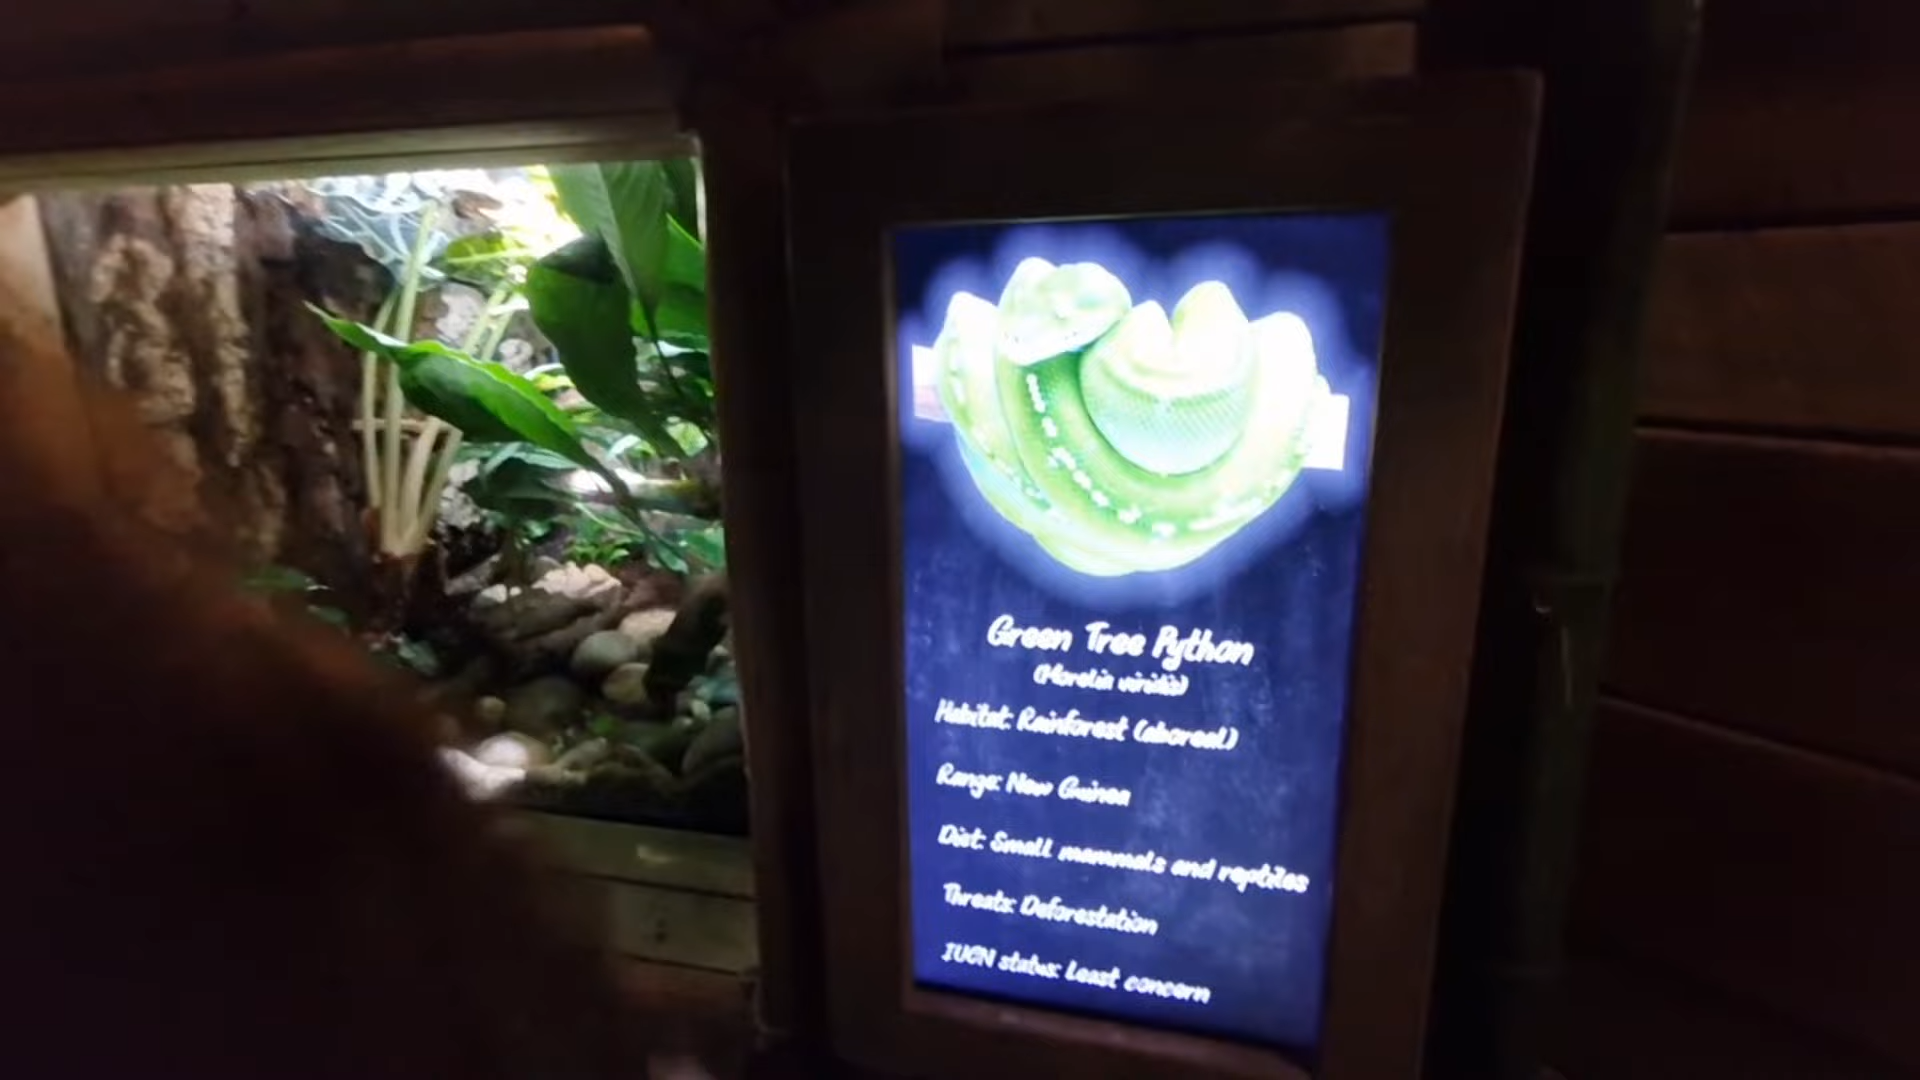 Green Tree Python
(Morelia viridis)
Habitat: Rainforest (aboreal)
Range: New Guinea
Diet: Small mammals and reptiles
Threats: Deforestation
IUCN status: Least concern